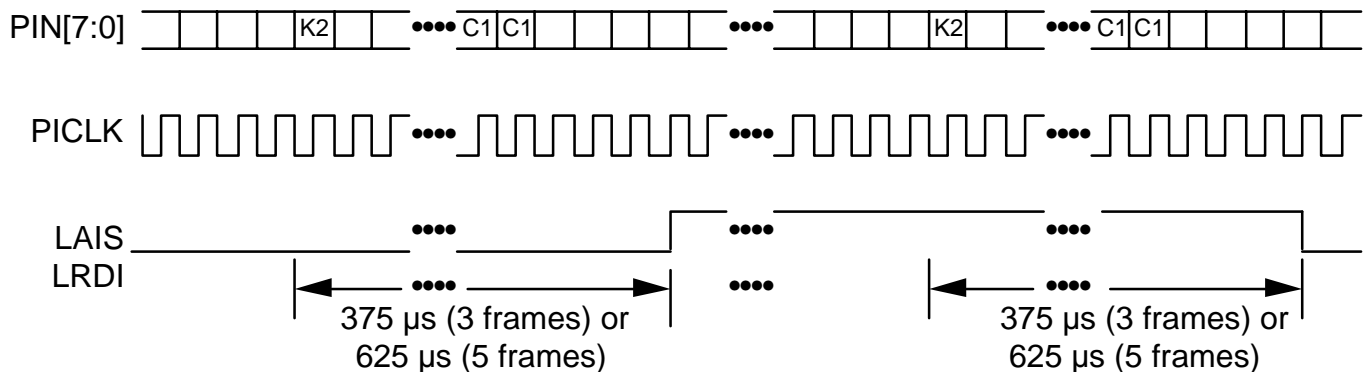 PIN[7:0] K2 C1 C1 K2 C1 C1
PICLK
LAIS
LRDI
375 µs (3 frames) or
625 µs (5 frames)
375 µs (3 frames) or
625 µs (5 frames)